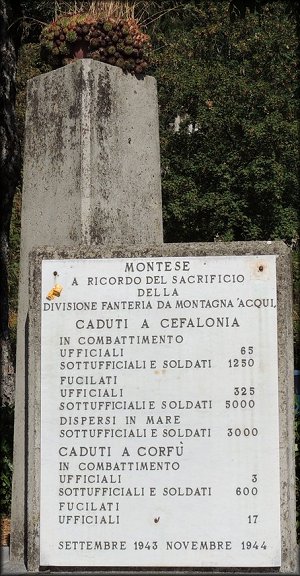 MONTESE
A RICORDO DEL SACRIFICIO
DELLA
DIVISIONE FANTERIA DA MONTAGNA "ACQUI"
CADUTI A CEFALONIA
IN COMBATTIMENTO
UFFICIALI 65
SOTTUFFICIALI E SOLDATI 1250
FUCILATI
UFFICIALI 325
SOTTUFFICIALI E SOLDATI 5000
DISPERSI IN MARE
SOTTUFFICIALI E SOLDATI 3000
CADUTI A CORFÙ
IN COMBATTIMENTO
UFFICIALI 3
SOTTUFFICIALI E SOLDATI 600
FUCILATI
UFFICIALI 17
SETTEMBRE 1943 NOVEMBRE 1944